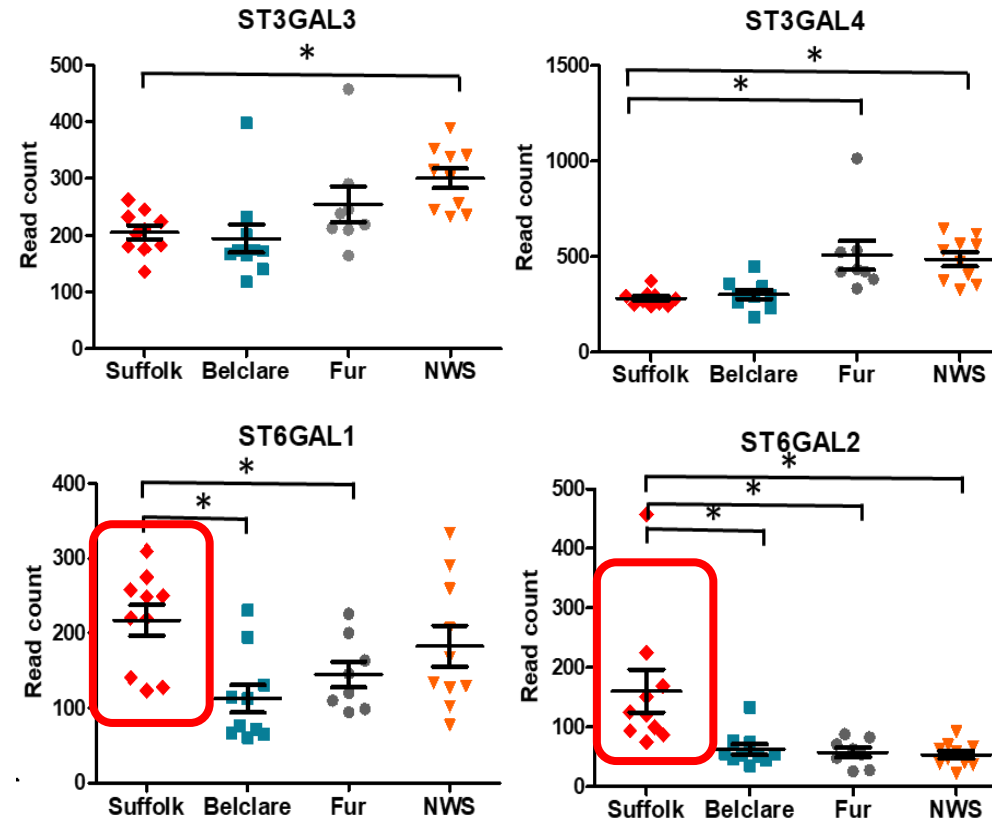 ST3GAL3
*
500
400
300
200
100
0
Read count
Suffolk Belclare Fur NWS
ST3GAL4
*
*
1500
1000
500
0
Read count
Suffolk Belclare Fur NWS
ST6GAL1
*
*
400
300
200
100
0
Read count
Suffolk Belclare Fur NWS
ST6GAL2
*
*
*
500
400
300
200
100
0
Read count
Suffolk Belclare Fur NWS